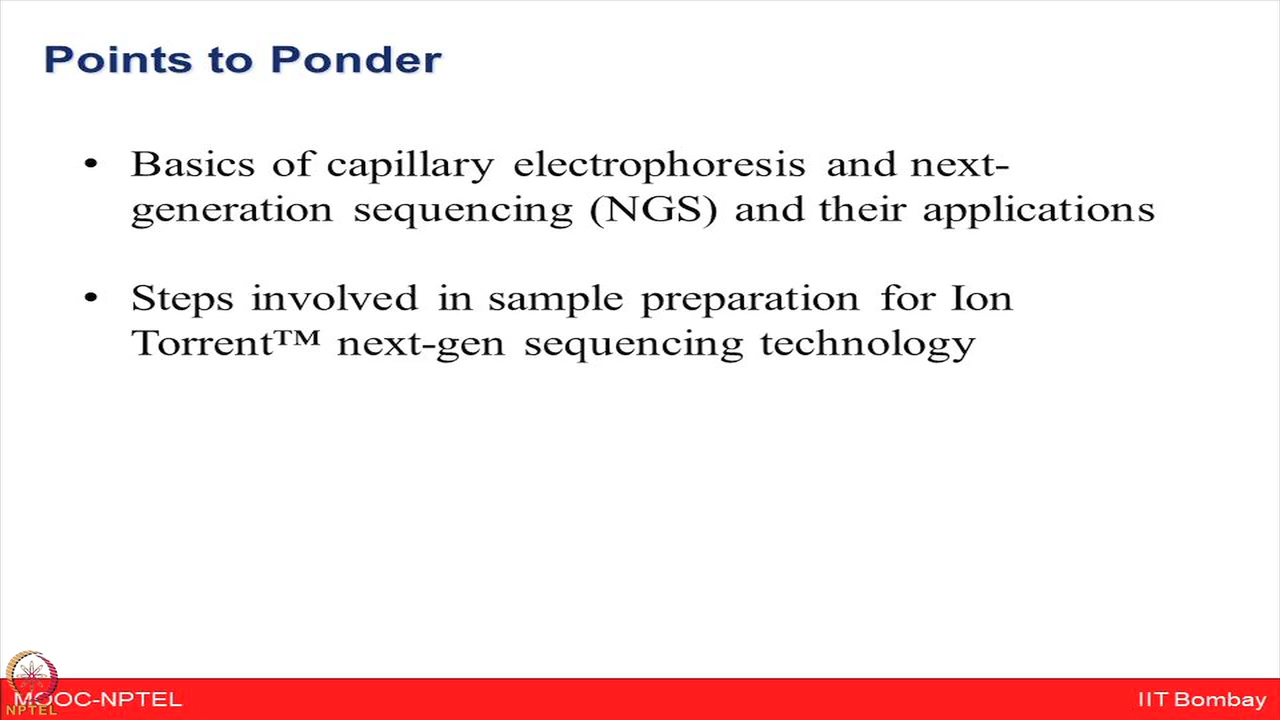 Points to Ponder
• Basics of capillary electrophoresis and next-
generation sequencing (NGS) and their applications
• Steps involved in sample preparation for Ion
Torrent™ next-gen sequencing technology
MOOC-NPTEL
IIT Bombay
NPTEL